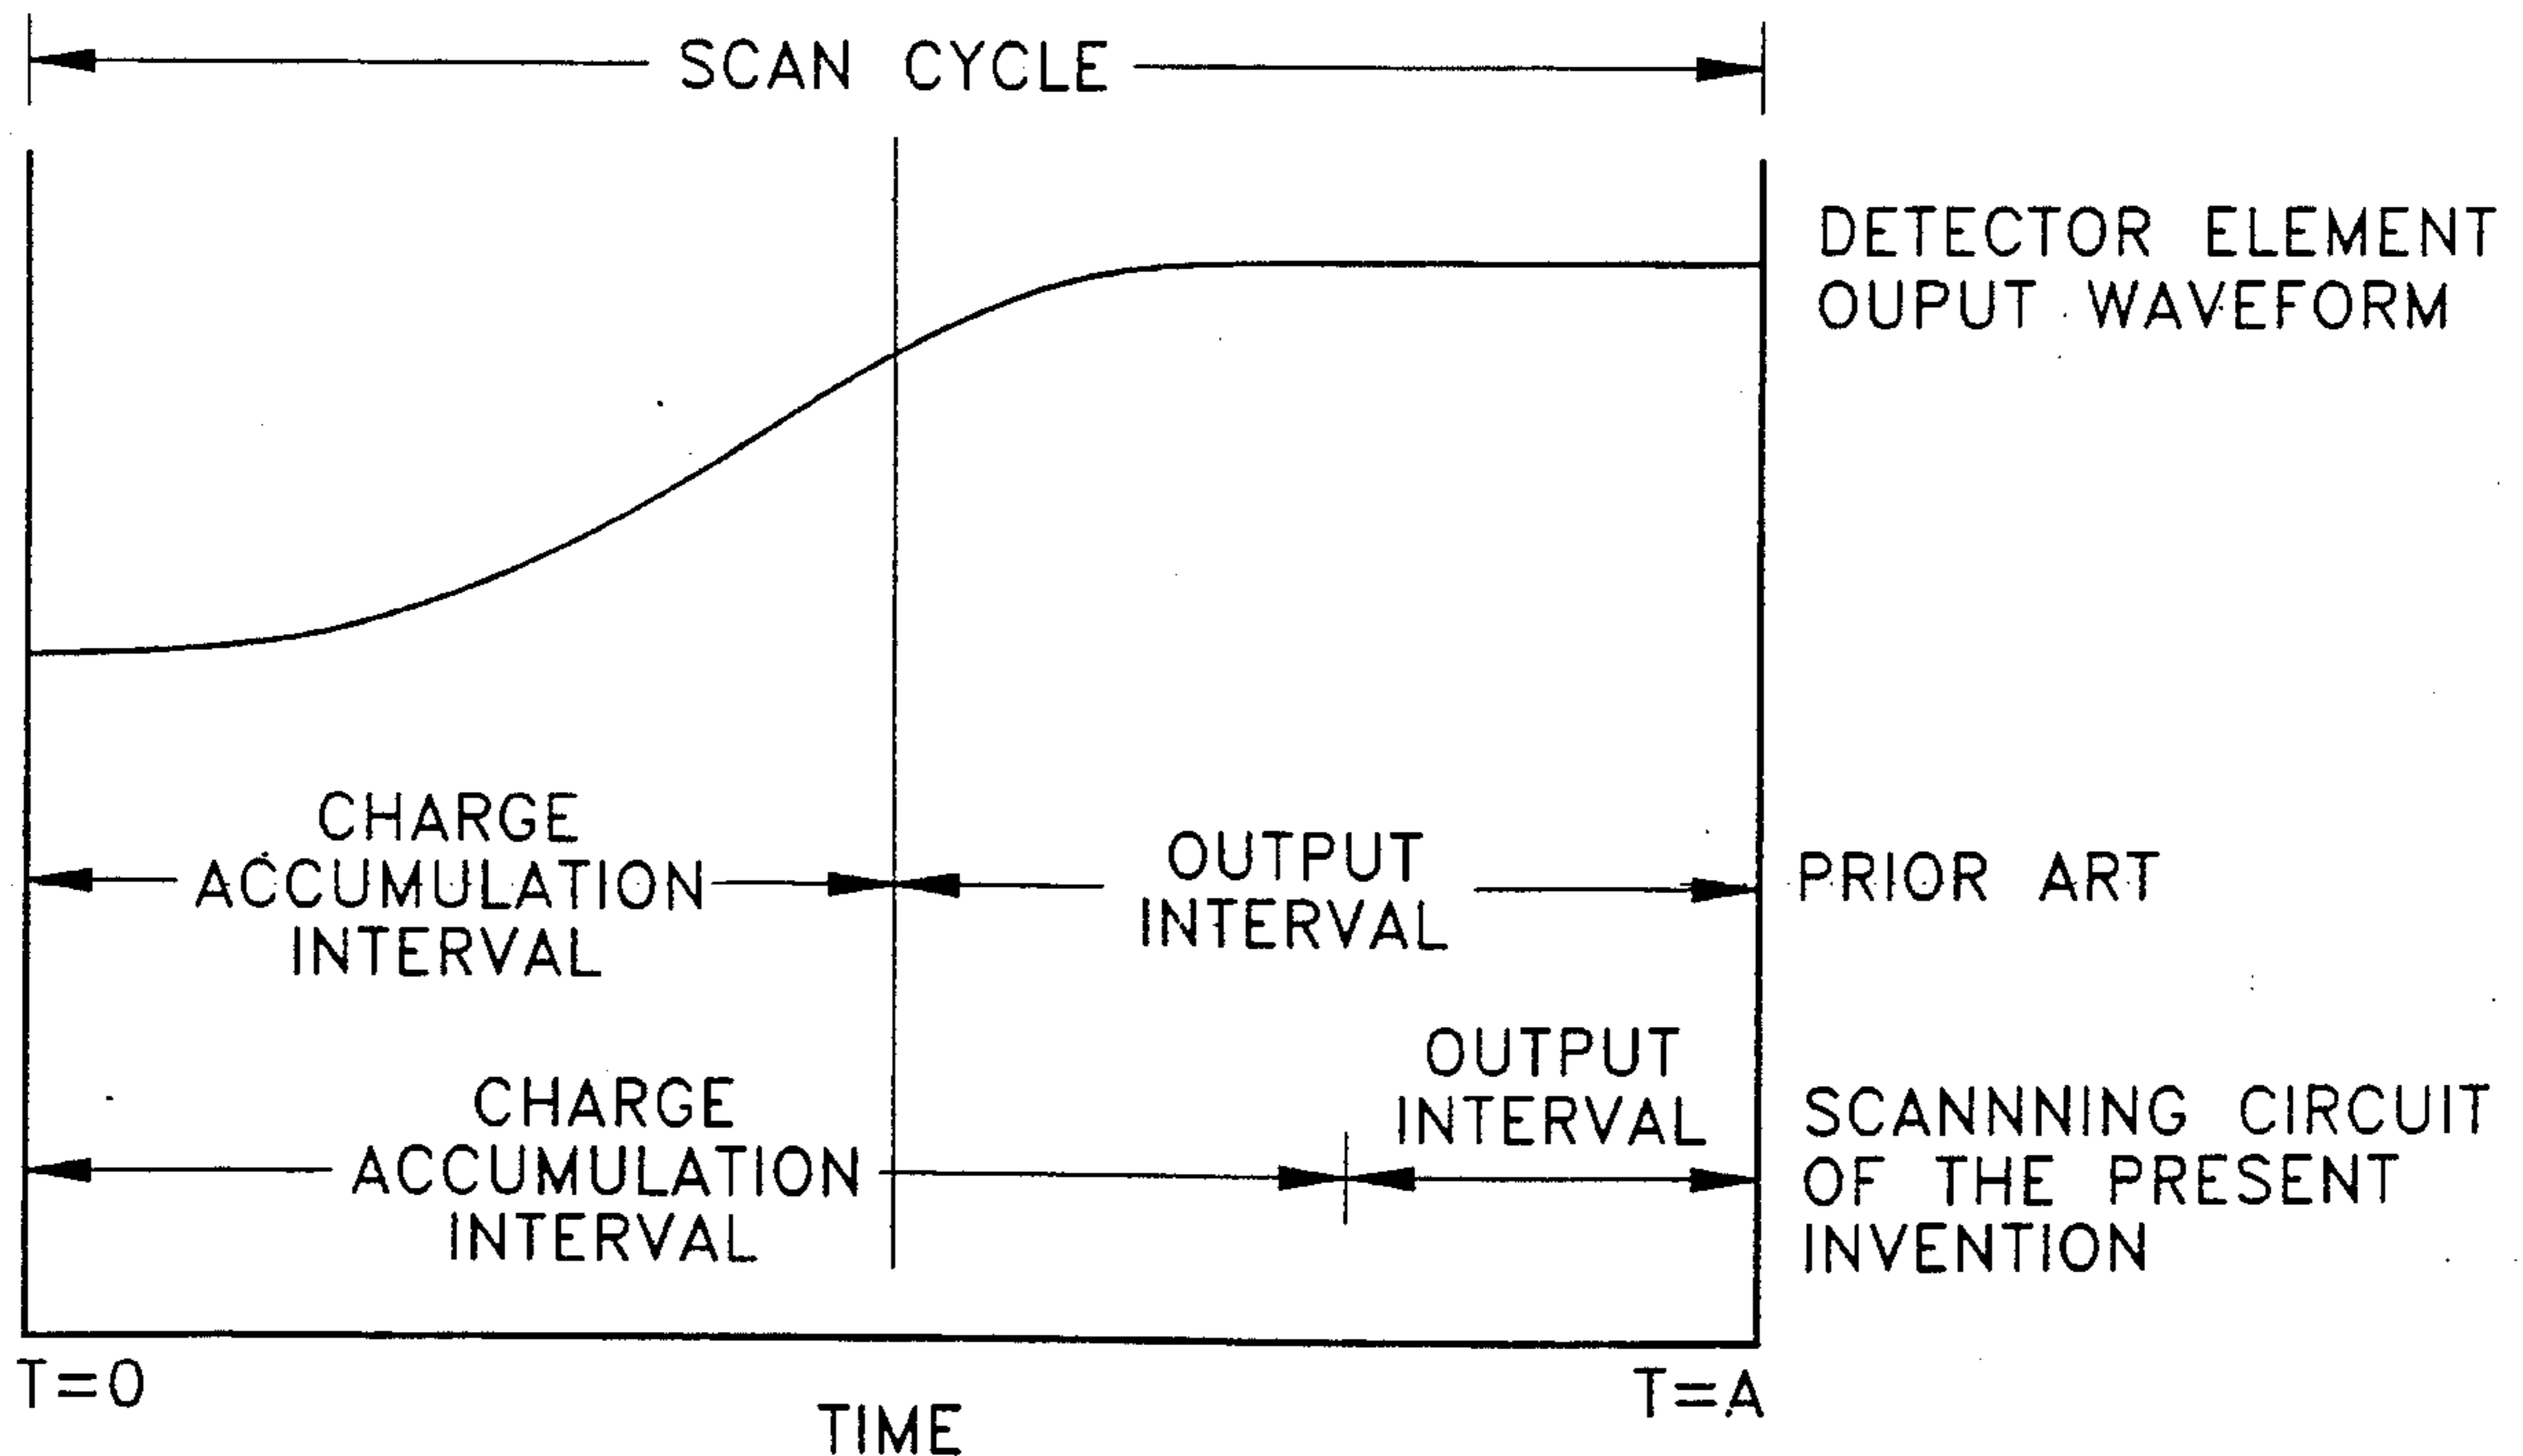 SCAN CYCLE
DETECTOR ELEMENT
OUPUT WAVEFORM
CHARGE
ACCUMULATION
INTERVAL
OUTPUT
INTERVAL
PRIOR ART
CHARGE
ACCUMULATION
INTERVAL
OUTPUT
INTERVAL
SCANNNING CIRCUIT
OF THE PRESENT
INVENTION
T=0
T=A
TIME